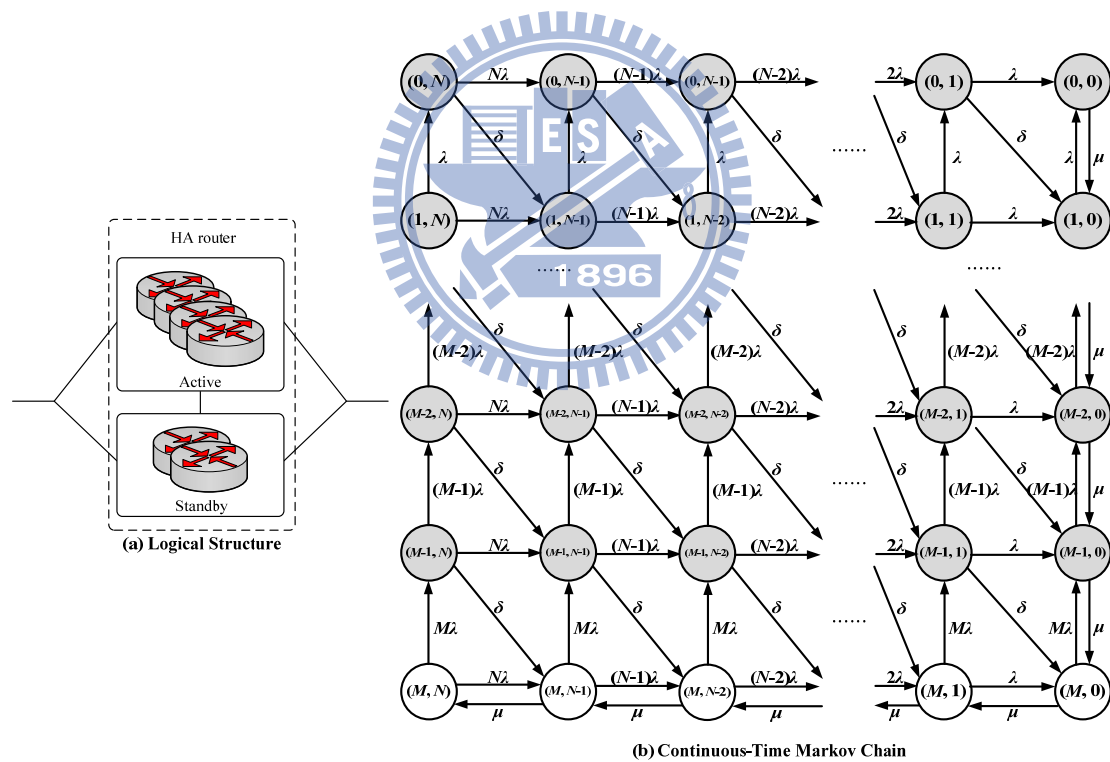 (0, N) Nλ (0, N-1) (N-1)λ (0, N-1) (N-2)λ 2λ (0, 1) λ (0, 0)
E S A
δ δ δ δ δ
λ λ λ ...... λ λ μ
(1, N) Nλ (1, N-1) (N-1)λ (1, N-2) (N-2)λ 2λ (1, 1) λ (1, 0)
...... ......
1896
δ δ δ δ δ
(M-2)λ (M-2)λ (M-2)λ (M-2)λ (M-2)λ μ
(M-2, N) Nλ (M-2, N-1) (N-1)λ (M-2, N-2) (N-2)λ 2λ (M-2, 1) λ (M-2, 0)
δ δ δ δ δ
(M-1)λ (M-1)λ (M-1)λ ...... (M-1)λ (M-1)λ μ
(M-1, N) Nλ (M-1, N-1) (N-1)λ (M-1, N-2) (N-2)λ 2λ (M-1, 1) λ (M-1, 0)
δ δ δ δ δ
Mλ Mλ Mλ ...... Mλ Mλ μ
(M, N) Nλ (M, N-1) (N-1)λ (M, N-2) (N-2)λ 2λ (M, 1) λ (M, 0)
μ μ μ μ μ
HA router
Active
Standby
(a) Logical Structure
(b) Continuous-Time Markov Chain